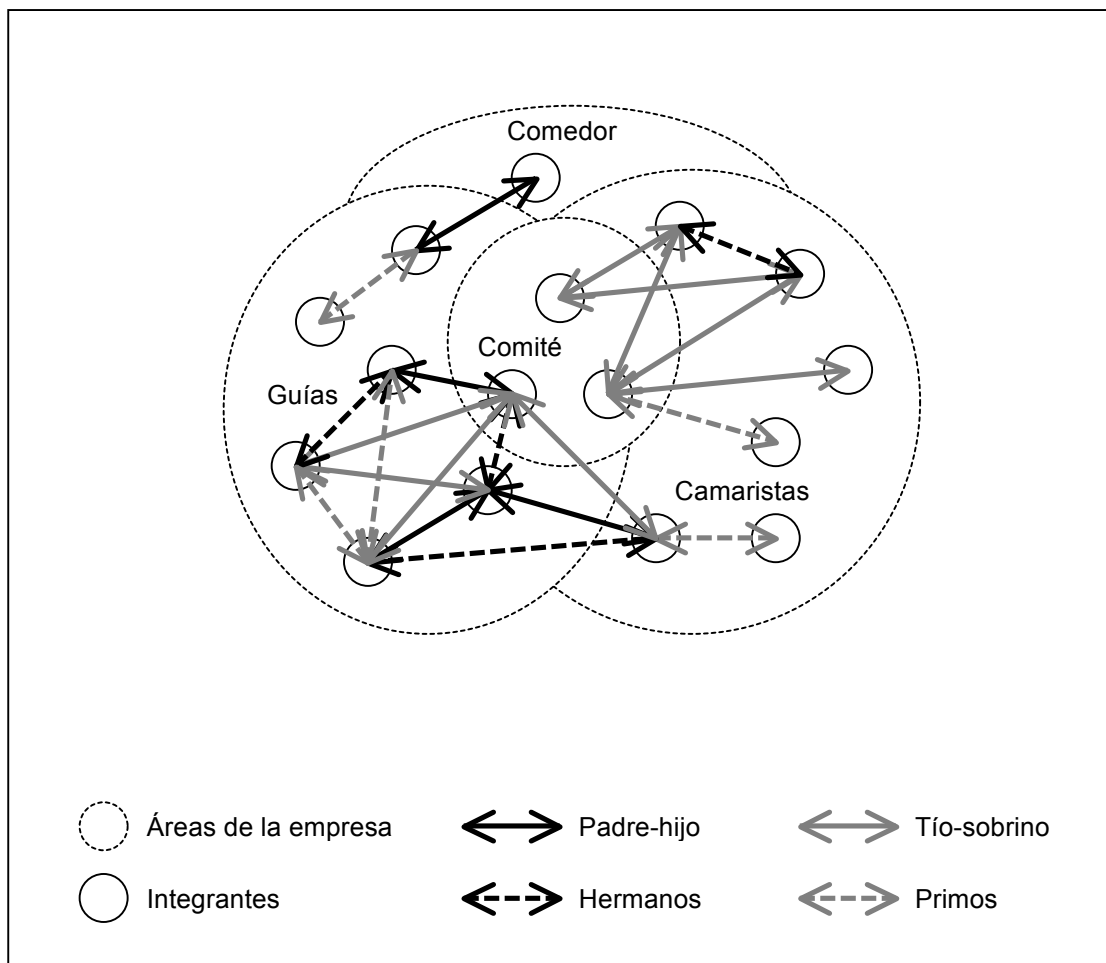 Comedor
Comité
Guías
Camaristas
Áreas de la empresa
Padre-hijo
Tío-sobrino
Integrantes
Hermanos
Primos